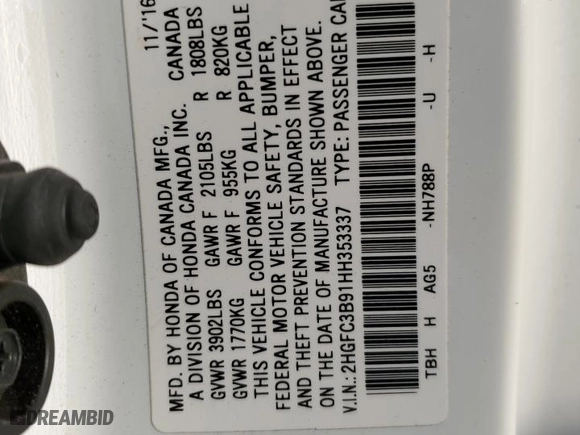 MFD. BY HONDA OF CANADA MFG., 11/'16
A DIVISION OF HONDA CANADA INC. CANADA
GVWR 3902LBS GAWR F 2105LBS R 1808LBS
GVWR 1770KG GAWR F 955KG R 820KG
THIS VEHICLE CONFORMS TO ALL APPLICABLE
FEDERAL MOTOR VEHICLE SAFETY, BUMPER,
AND THEFT PREVENTION STANDARDS IN EFFECT
ON THE DATE OF MANUFACTURE SHOWN ABOVE.
V.I.N.: 2HGFC3B91HH353337 TYPE: PASSENGER CAR
TBH H AG5 -NH788P -U -H
DREAMBID